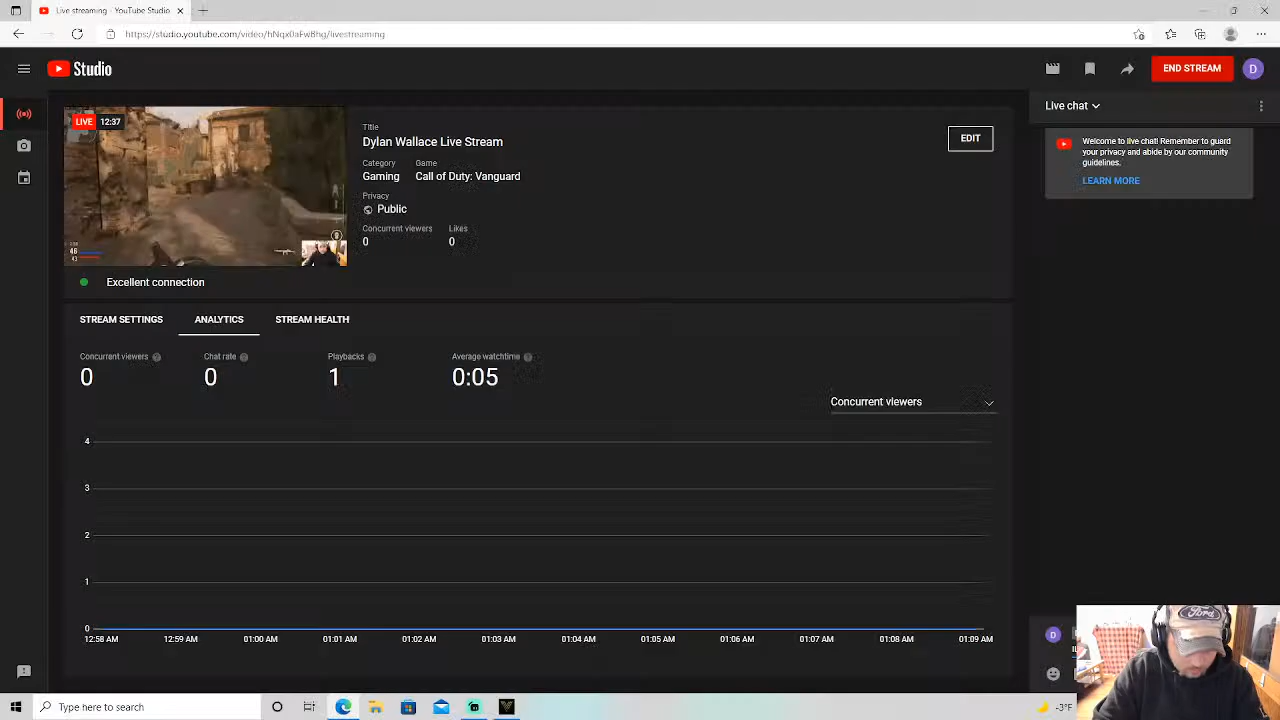 Live streaming - YouTube Studio
https://studio.youtube.com/video/hNqx0aFwBhg/livestreaming
Studio
END STREAM
D
LIVE 12:37
46
43
Title
Dylan Wallace Live Stream
EDIT
Category Game
Gaming Call of Duty: Vanguard
Privacy
Public
Concurrent viewers Likes
0 0
Excellent connection
Live chat
Welcome to live chat! Remember to guard
your privacy and abide by our community
guidelines.
LEARN MORE
STREAM SETTINGS ANALYTICS STREAM HEALTH
Concurrent viewers ? Chat rate ? Playbacks ? Average watchtime ?
0 0 1 0:05
Concurrent viewers
4
3
2
1
0
12:58 AM 12:59 AM 01:00 AM 01:01 AM 01:02 AM 01:03 AM 01:04 AM 01:05 AM 01:06 AM 01:07 AM 01:08 AM 01:09 AM
D
Ford
Type here to search
-3°F